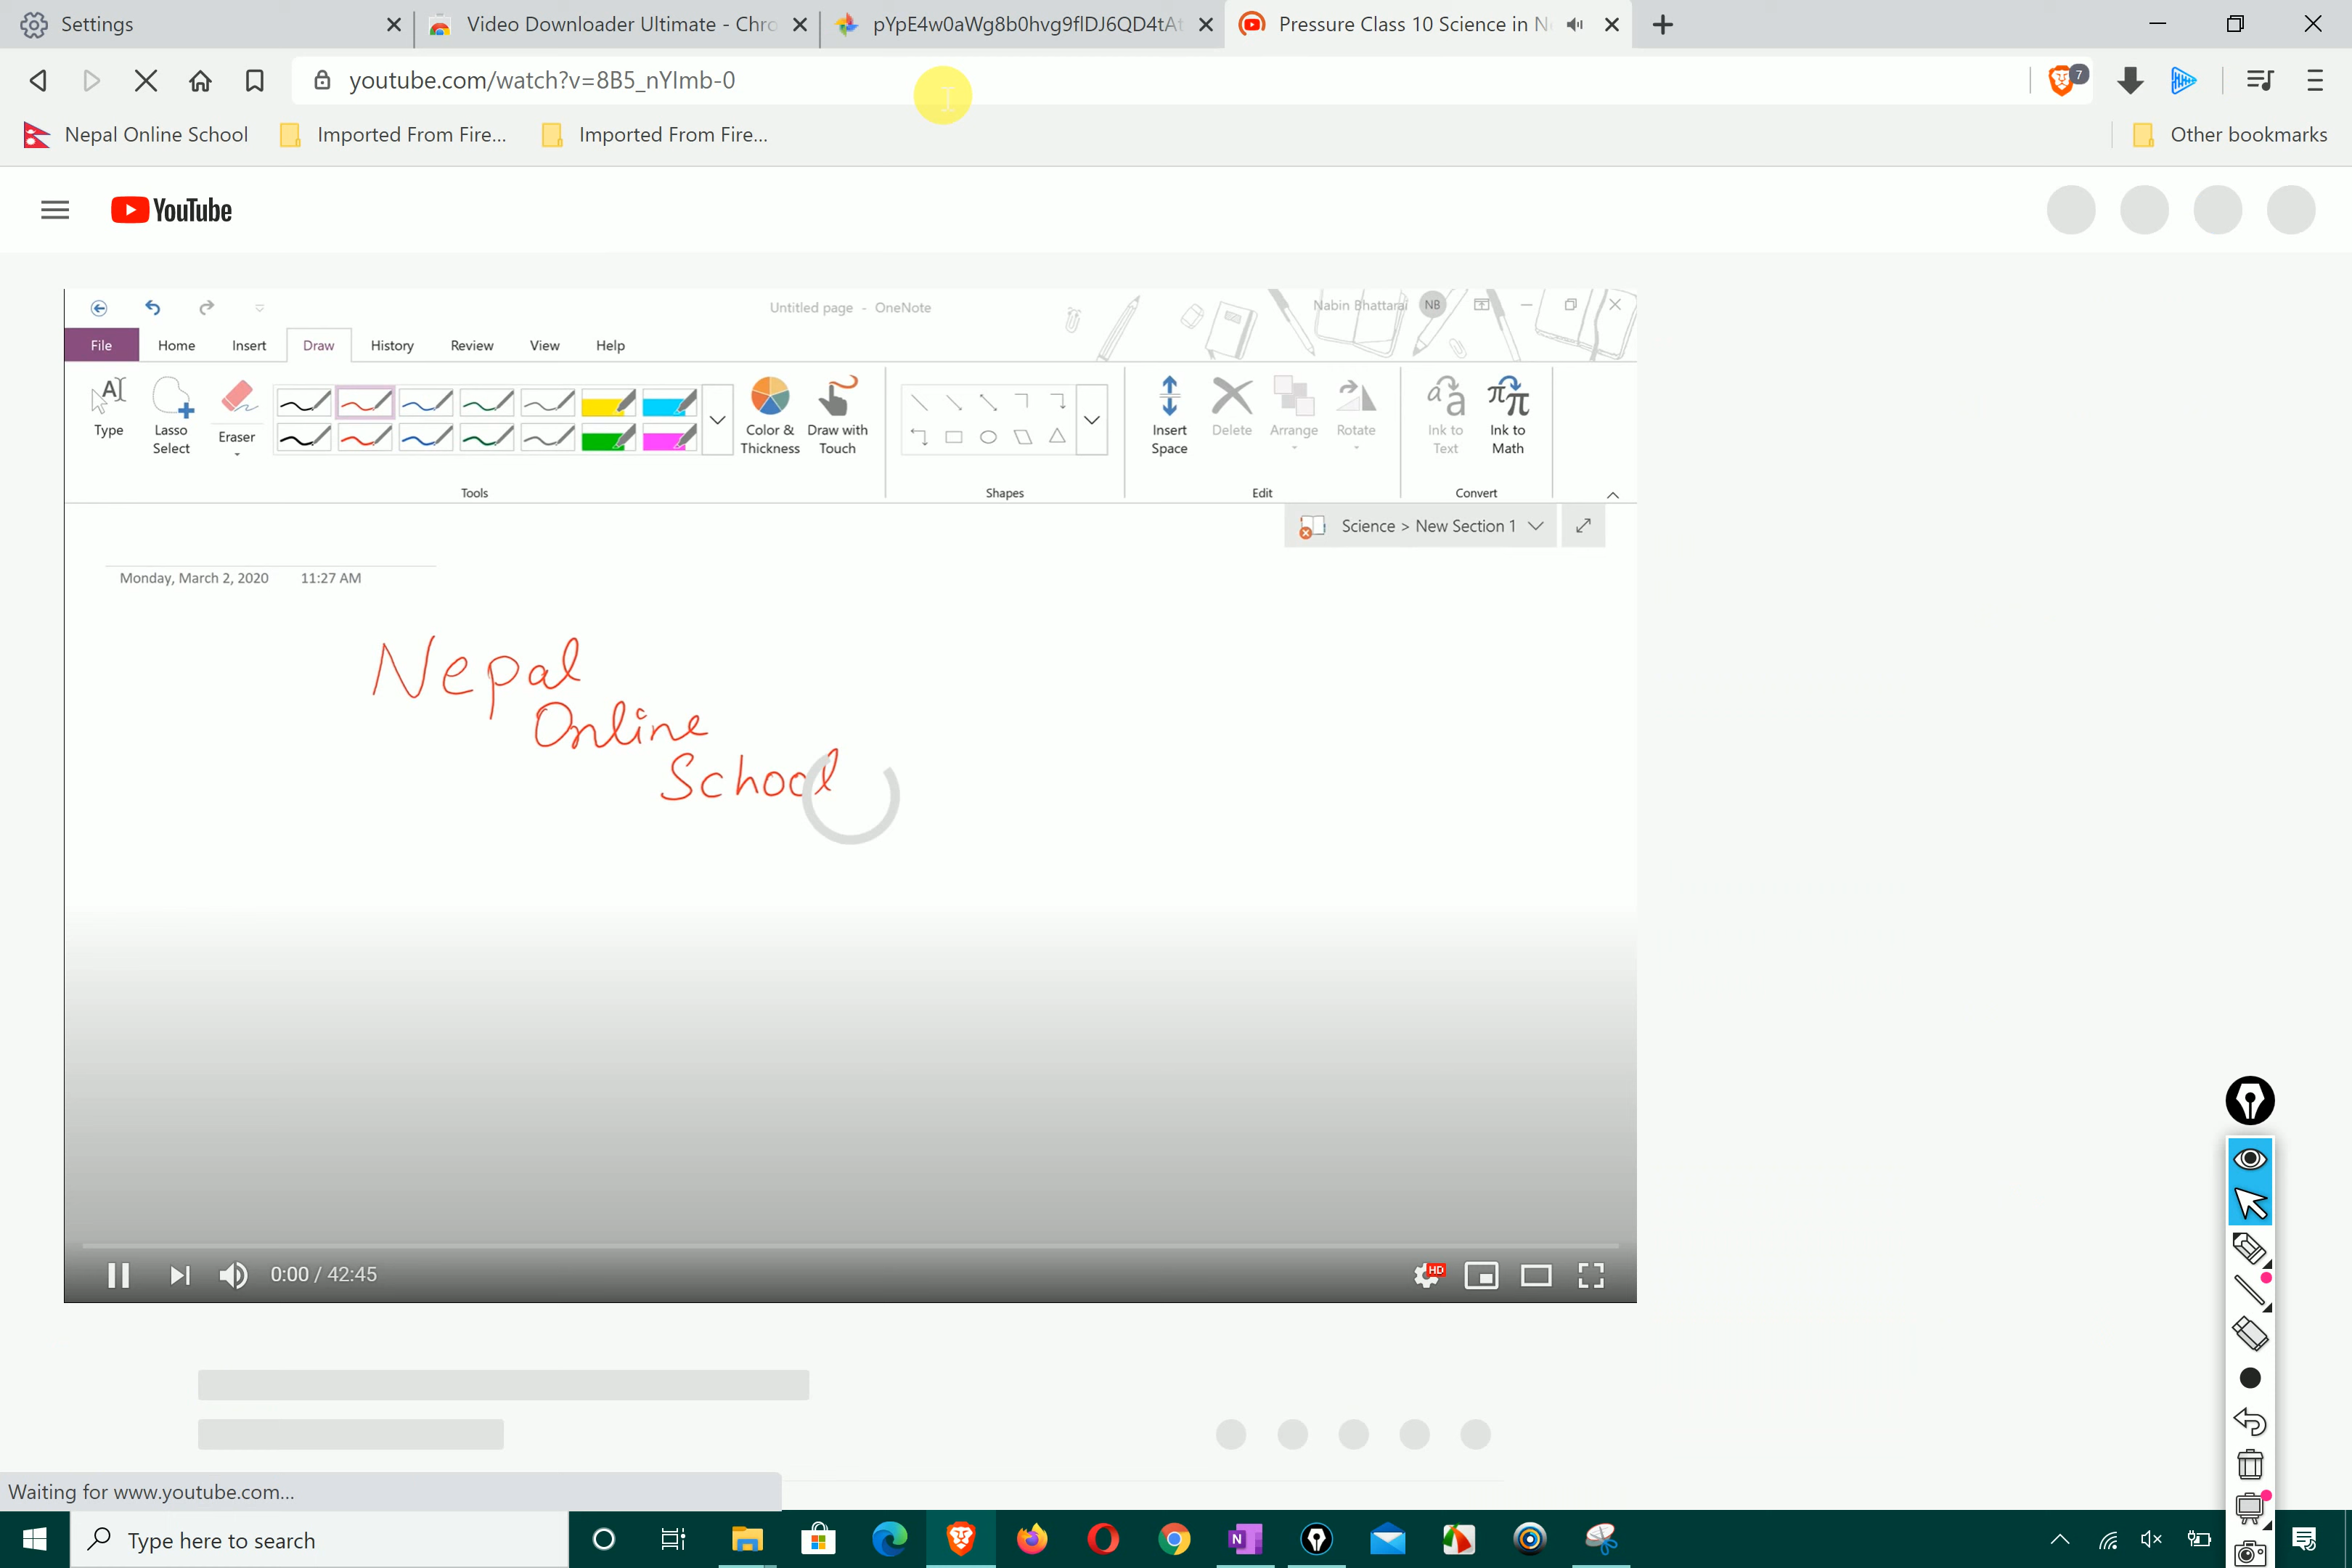 Settings
Video Downloader Ultimate - Chro
pYpE4w0aWg8b0hvg9flDJ6QD4tAt
Pressure Class 10 Science in N
youtube.com/watch?v=8B5_nYImb-0
7
Nepal Online School
Imported From Fire...
Imported From Fire...
Other bookmarks
YouTube
Untitled page - OneNote
Nabin Bhattarai
NB
File Home Insert Draw History Review View Help
Type
Lasso Select
Eraser
Color & Thickness
Draw with Touch
Insert Space
Delete
Arrange
Rotate
Ink to Text
Ink to Math
Tools
Shapes
Edit
Convert
Science > New Section 1
Monday, March 2, 2020 11:27 AM
Nepal
Online
School
0:00 / 42:45
HD
Waiting for www.youtube.com...
Type here to search